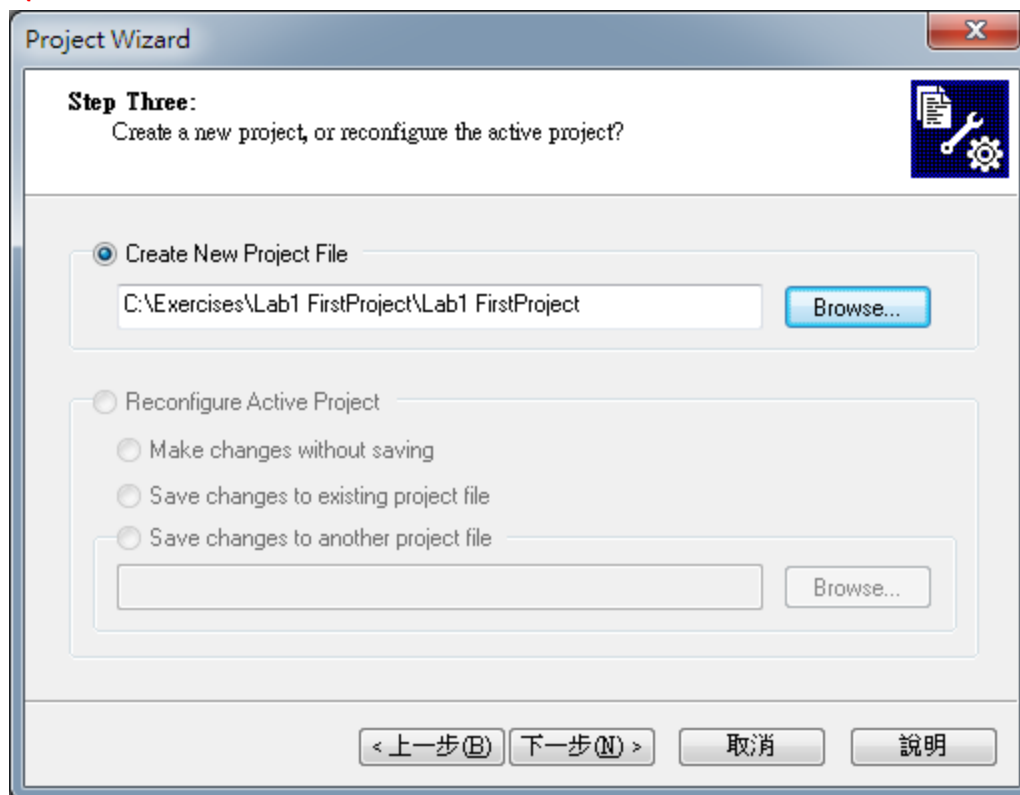 Project Wizard
Step Three:
Create a new project, or reconfigure the active project?
Create New Project File
C:\Exercises\Lab1 FirstProject\Lab1 FirstProject
Browse...
Reconfigure Active Project
Make changes without saving
Save changes to existing project file
Save changes to another project file
Browse...
< 上一步(B) 下一步(N) > 取消 說明